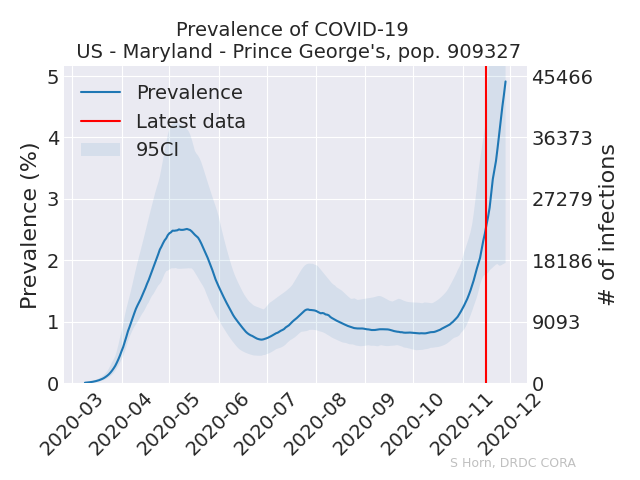 Prevalence of COVID-19
US - Maryland - Prince George's, pop. 909327
Prevalence
Latest data
95CI
Prevalence (%)
5
4
3
2
1
0
45466
36373
27279
18186
9093
0
# of infections
2020-03
2020-04
2020-05
2020-06
2020-07
2020-08
2020-09
2020-10
2020-11
2020-12
S Horn, DRDC CORA